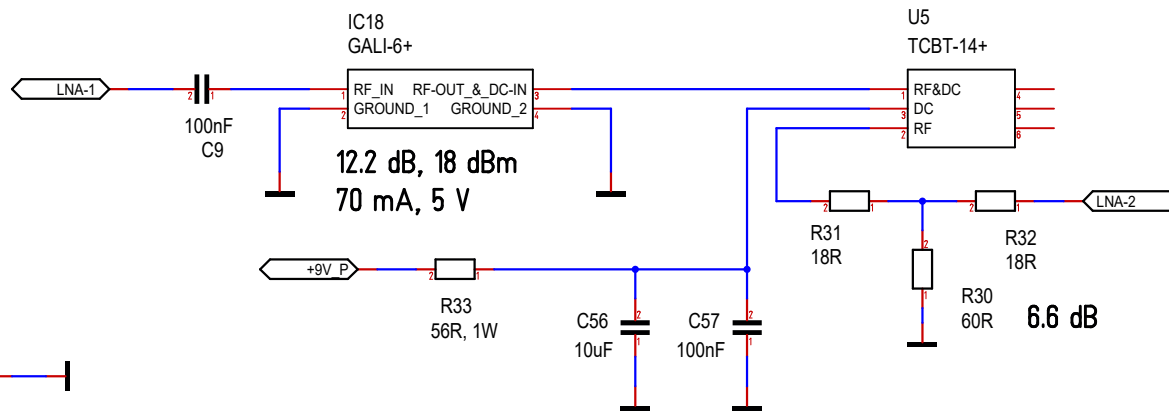 IC18
GALI-6+
U5
TCBT-14+
LNA-1
2
1
100nF
C9
1
RF_IN
RF-OUT_&_DC-IN
3
2
GROUND_1
GROUND_2
4
12.2 dB, 18 dBm
70 mA, 5 V
1
RF&DC
4
3
DC
5
2
RF
6
2
1
R31
18R
2
1
R32
18R
LNA-2
2
1
R30
60R
6.6 dB
+9V_P
2
1
R33
56R, 1W
2
1
C56
10uF
2
1
C57
100nF